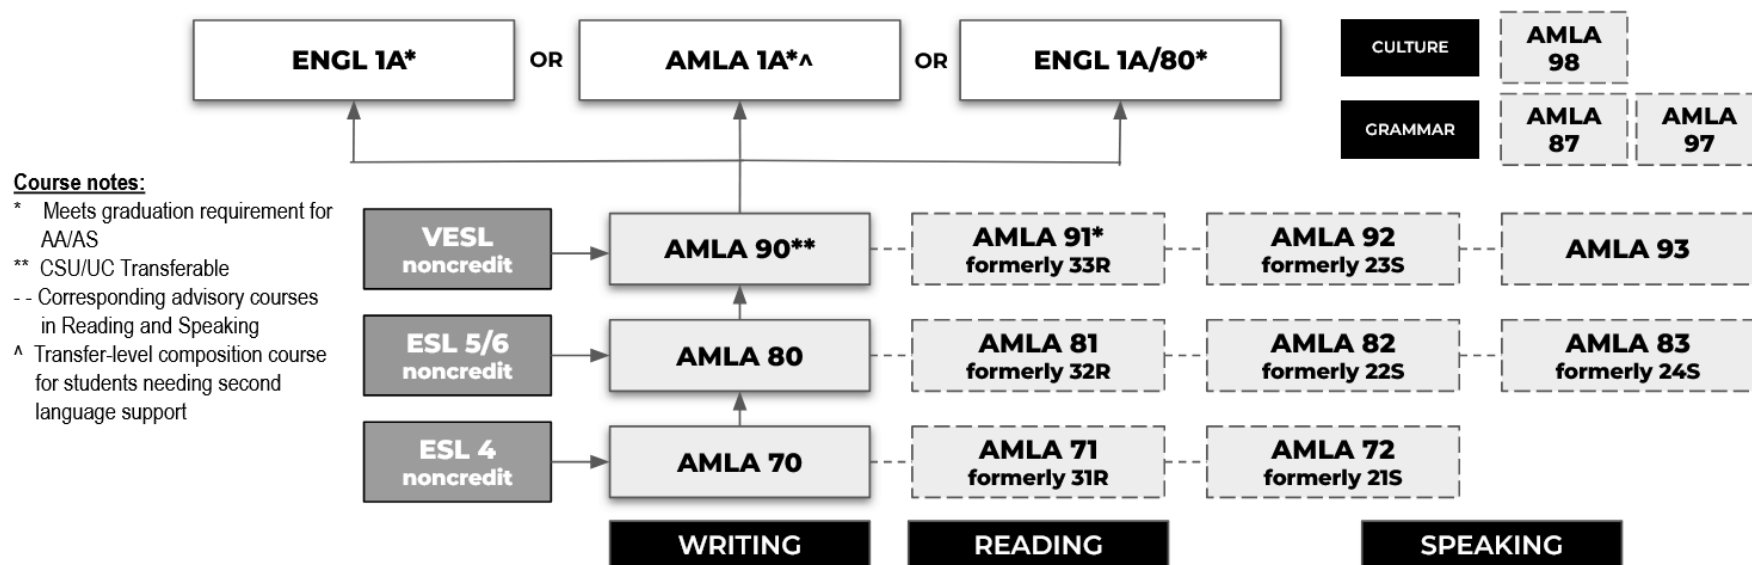 ENGL 1A*
OR
AMLA 1A*^
OR
ENGL 1A/80*
CULTURE
AMLA
98
GRAMMAR
AMLA
87
AMLA
97
Course notes:
* Meets graduation requirement for
AA/AS
** CSU/UC Transferable
- - Corresponding advisory courses
in Reading and Speaking
^ Transfer-level composition course
for students needing second
language support
VESL
noncredit
AMLA 90**
AMLA 91*
formerly 33R
AMLA 92
formerly 23S
AMLA 93
ESL 5/6
noncredit
AMLA 80
AMLA 81
formerly 32R
AMLA 82
formerly 22S
AMLA 83
formerly 24S
ESL 4
noncredit
AMLA 70
AMLA 71
formerly 31R
AMLA 72
formerly 21S
WRITING
READING
SPEAKING